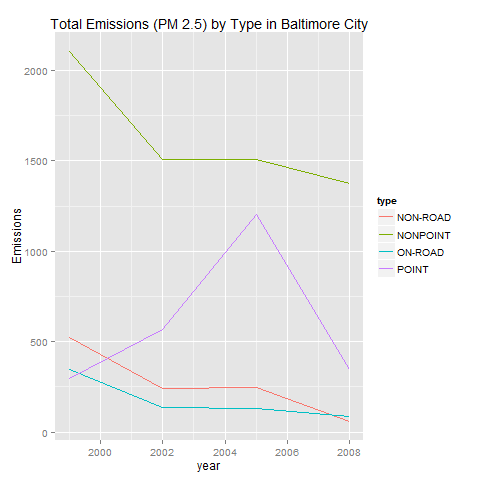 Total Emissions (PM 2.5) by Type in Baltimore City
Emissions
2000
1500
1000
500
0
2000
2002
2004
2006
2008
year
type
NON-ROAD
NONPOINT
ON-ROAD
POINT